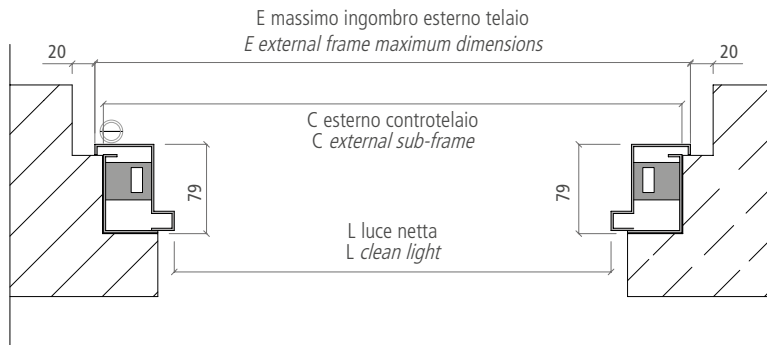 E massimo ingombro esterno telaio
E external frame maximum dimensions
20
20
C esterno controtelaio
C external sub-frame
79
79
L luce netta
L clean light